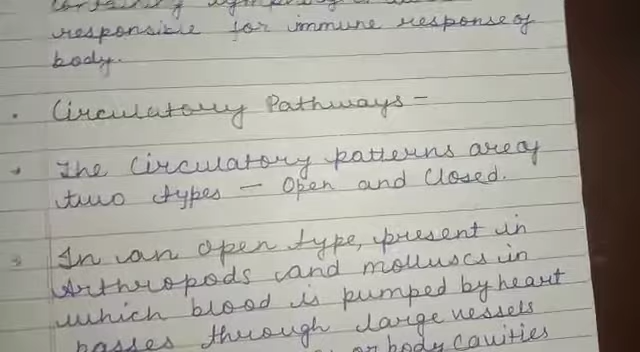 responsible for immune response of
body.
• Circulatory Pathways –
The Circulatory patterns are of
two types – Open and Closed.
In an open type, present in
Arthropods and molluscs in
which blood is pumped by heart
passes through large vessels
or body cavities